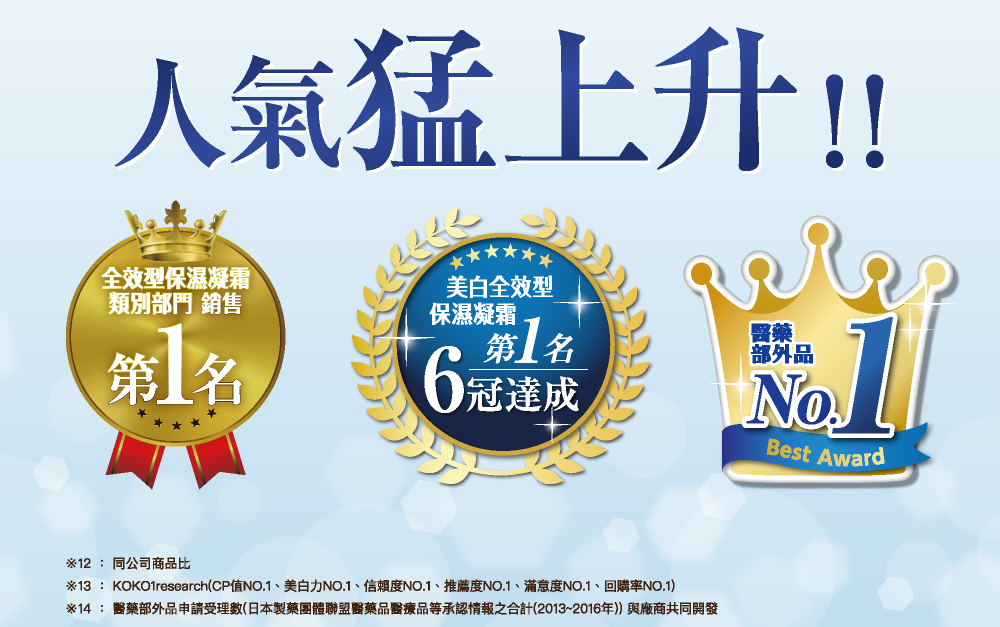 人氣猛上升!!
全效型保濕凝霜
類別部門 銷售
第1名
美白全效型
保濕凝霜
第1名
6冠達成
醫藥
部外品
No.1
Best Award
※12 : 同公司商品比
※13 : KOKO1research(CP值NO.1、美白力NO.1、信賴度NO.1、推薦度NO.1、滿意度NO.1、回購率NO.1)
※14 : 醫藥部外品申請受理數(日本製藥團體聯盟醫藥品醫療品等承認情報之合計(2013~2016年)) 與廠商共同開發